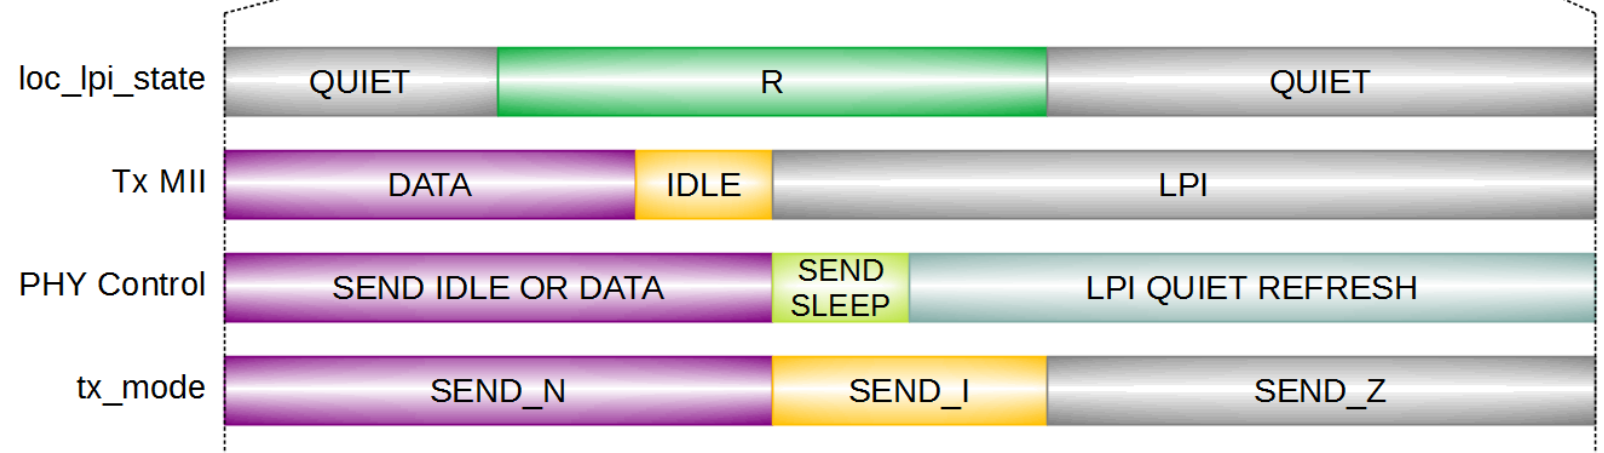 loc_lpi_state QUIET R QUIET
Tx MII DATA IDLE LPI
PHY Control SEND IDLE OR DATA SEND SLEEP LPI QUIET REFRESH
tx_mode SEND_N SEND_I SEND_Z